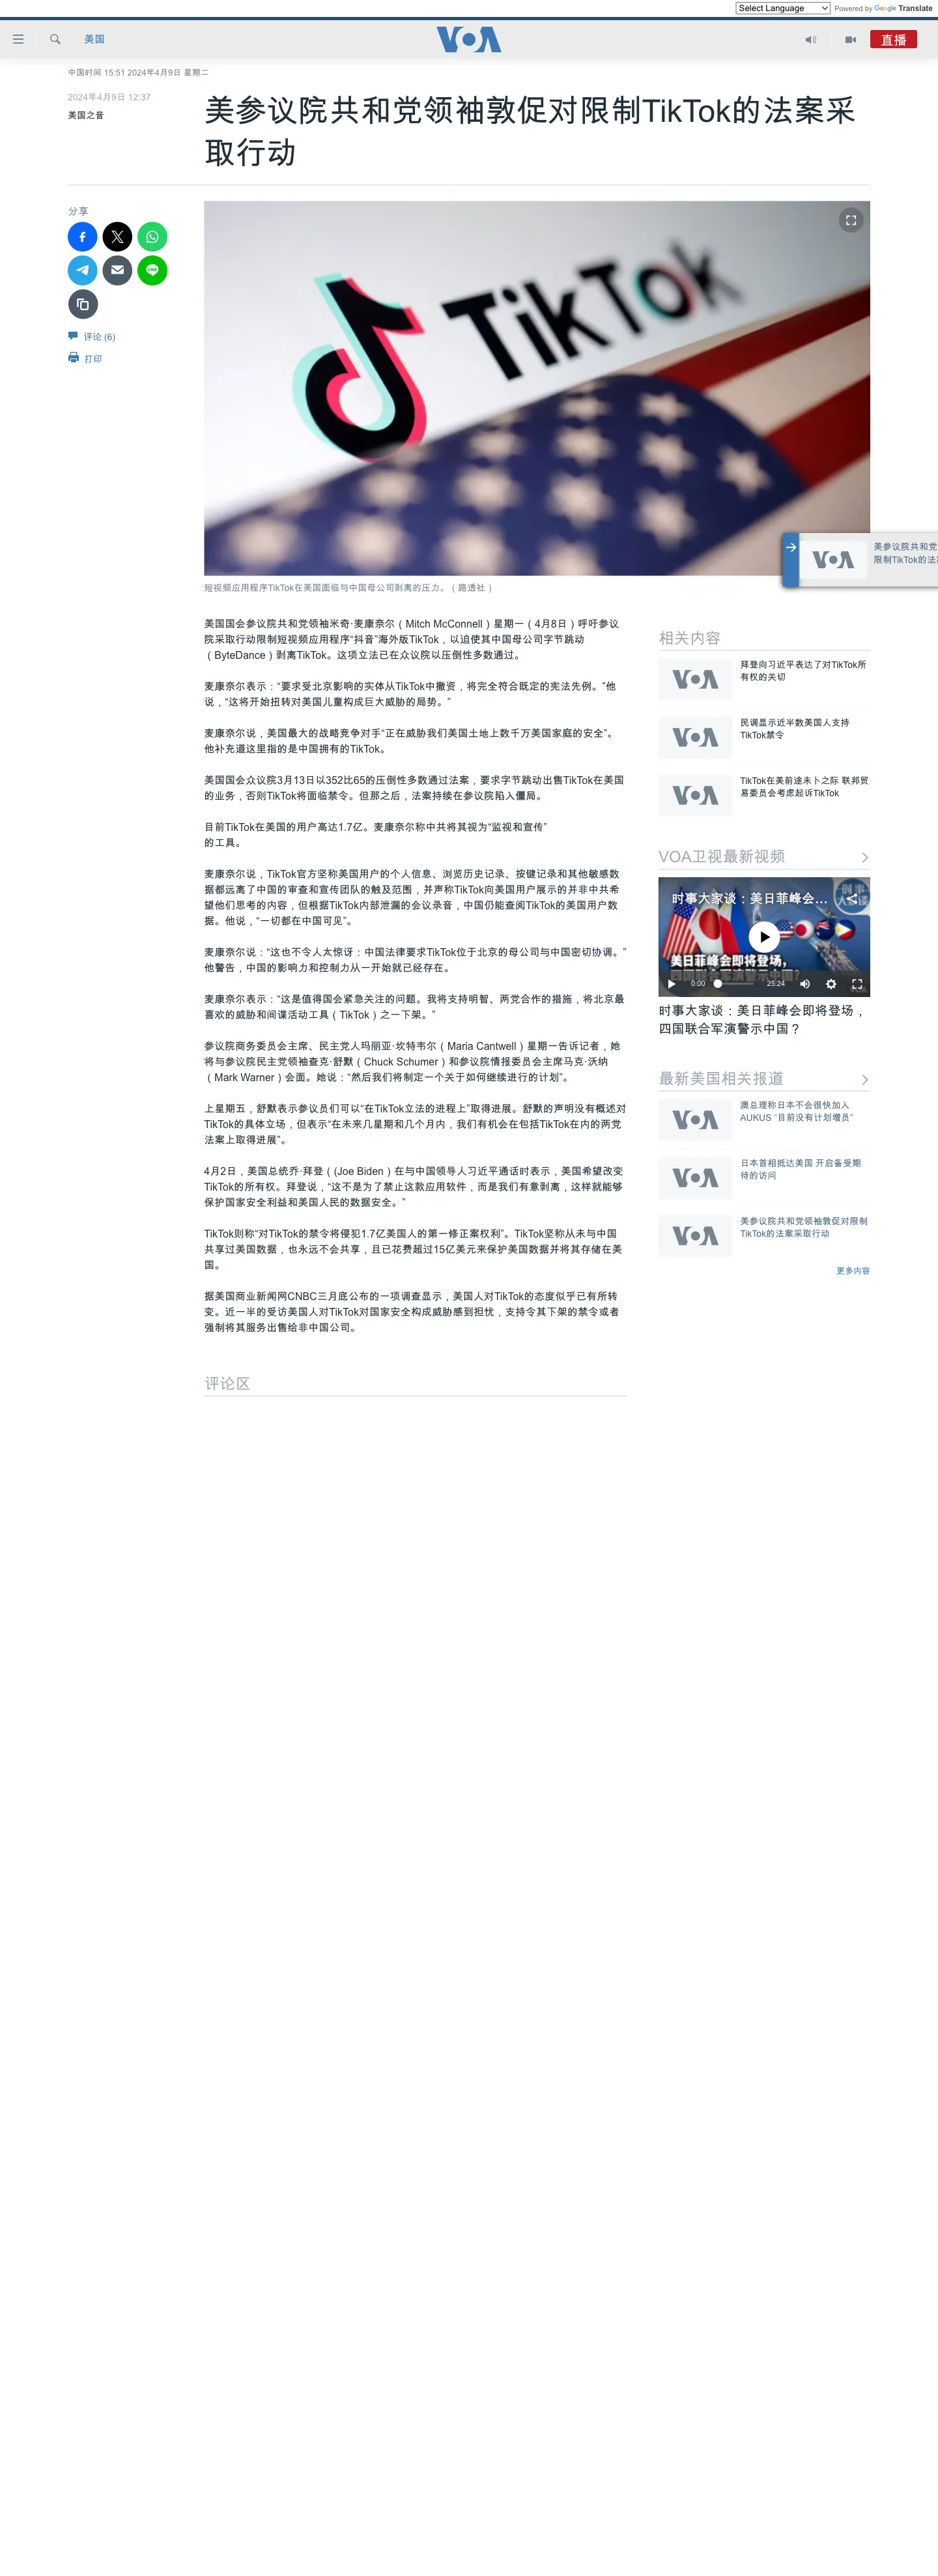 Select Language
Powered by Google Translate
美国
VOA
直播
中国时间 15:51 2024年4月9日 星期二
2024年4月9日 12:37
美国之音
美参议院共和党领袖敦促对限制TikTok的法案采
取行动
分享
评论 (6)
打印
TikTok
短视频应用程序TikTok在美国面临与中国母公司剥离的压力。（路透社）
VOA
美参议院共和党
限制TikTok的法
美国国会参议院共和党领袖米奇·麦康奈尔（Mitch McConnell）星期一（4月8日）呼吁参议
院采取行动限制短视频应用程序“抖音”海外版TikTok，以迫使其中国母公司字节跳动
（ByteDance）剥离TikTok。这项立法已在众议院以压倒性多数通过。
麦康奈尔表示：“要求受北京影响的实体从TikTok中撤资，将完全符合既定的宪法先例。”他
说，“这将开始扭转对美国儿童构成巨大威胁的局势。”
麦康奈尔说，美国最大的战略竞争对手“正在威胁我们美国土地上数千万美国家庭的安全”。
他补充道这里指的是中国拥有的TikTok。
美国国会众议院3月13日以352比65的压倒性多数通过法案，要求字节跳动出售TikTok在美国
的业务，否则TikTok将面临禁令。但那之后，法案持续在参议院陷入僵局。
目前TikTok在美国的用户高达1.7亿。麦康奈尔称中共将其视为“监视和宣传”
的工具。
麦康奈尔说，TikTok官方坚称美国用户的个人信息、浏览历史记录、按键记录和其他敏感数
据都远离了中国的审查和宣传团队的触及范围，并声称TikTok向美国用户展示的并非中共希
望他们思考的内容，但根据TikTok内部泄漏的会议录音，中国仍能查阅TikTok的美国用户数
据。他说，“一切都在中国可见”。
麦康奈尔说：“这也不令人太惊讶：中国法律要求TikTok位于北京的母公司与中国密切协调。”
他警告，中国的影响力和控制力从一开始就已经存在。
麦康奈尔表示：“这是值得国会紧急关注的问题。我将支持明智、两党合作的措施，将北京最
喜欢的威胁和间谍活动工具（TikTok）之一下架。”
参议院商务委员会主席、民主党人玛丽亚·坎特韦尔（Maria Cantwell）星期一告诉记者，她
将与参议院民主党领袖查克·舒默（Chuck Schumer）和参议院情报委员会主席马克·沃纳
（Mark Warner）会面。她说：“然后我们将制定一个关于如何继续进行的计划”。
上星期五，舒默表示参议员们可以“在TikTok立法的进程上”取得进展。舒默的声明没有概述对
TikTok的具体立场，但表示“在未来几星期和几个月内，我们有机会在包括TikTok在内的两党
法案上取得进展”。
4月2日，美国总统乔·拜登（(Joe Biden）在与中国领导人习近平通话时表示，美国希望改变
TikTok的所有权。拜登说，“这不是为了禁止这款应用软件，而是我们有意剥离，这样就能够
保护国家安全利益和美国人民的数据安全。”
TikTok则称“对TikTok的禁令将侵犯1.7亿美国人的第一修正案权利”。TikTok坚称从未与中国
共享过美国数据，也永远不会共享，且已花费超过15亿美元来保护美国数据并将其存储在美
国。
据美国商业新闻网CNBC三月底公布的一项调查显示，美国人对TikTok的态度似乎已有所转
变。近一半的受访美国人对TikTok对国家安全构成威胁感到担忧，支持令其下架的禁令或者
强制将其服务出售给非中国公司。
评论区
相关内容
VOA
拜登向习近平表达了对TikTok所
有权的关切
VOA
民调显示近半数美国人支持
TikTok禁令
VOA
TikTok在美前途未卜之际 联邦贸
易委员会考虑起诉TikTok
VOA卫视最新视频
时事大家谈：美日菲峰会...
美日菲峰会即将登场，
0:00
25:24
时事大家谈：美日菲峰会即将登场，
四国联合军演警示中国？
最新美国相关报道
VOA
澳总理称日本不会很快加入
AUKUS “目前没有计划增员”
VOA
日本首相抵达美国 开启备受期
待的访问
VOA
美参议院共和党领袖敦促对限制
TikTok的法案采取行动
更多内容